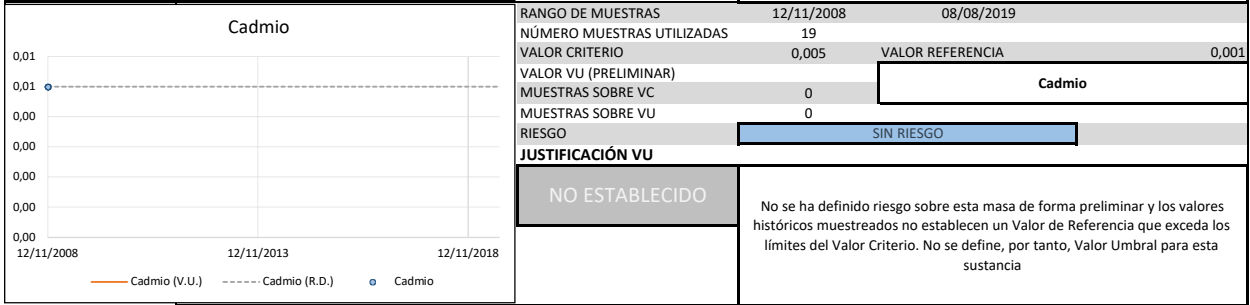 Cadmio
0,01
0,01
0,00
0,00
0,00
0,00
0,00
12/11/2008 12/11/2013 12/11/2018
Cadmio (V.U.) Cadmio (R.D.) Cadmio
RANGO DE MUESTRAS 12/11/2008 08/08/2019
NÚMERO MUESTRAS UTILIZADAS 19
VALOR CRITERIO 0,005 VALOR REFERENCIA 0,001
VALOR VU (PRELIMINAR)
Cadmio
MUESTRAS SOBRE VC 0
MUESTRAS SOBRE VU 0
RIESGO SIN RIESGO
JUSTIFICACIÓN VU
NO ESTABLECIDO
No se ha definido riesgo sobre esta masa de forma preliminar y los valores
históricos muestreados no establecen un Valor de Referencia que exceda los
límites del Valor Criterio. No se define, por tanto, Valor Umbral para esta
sustancia